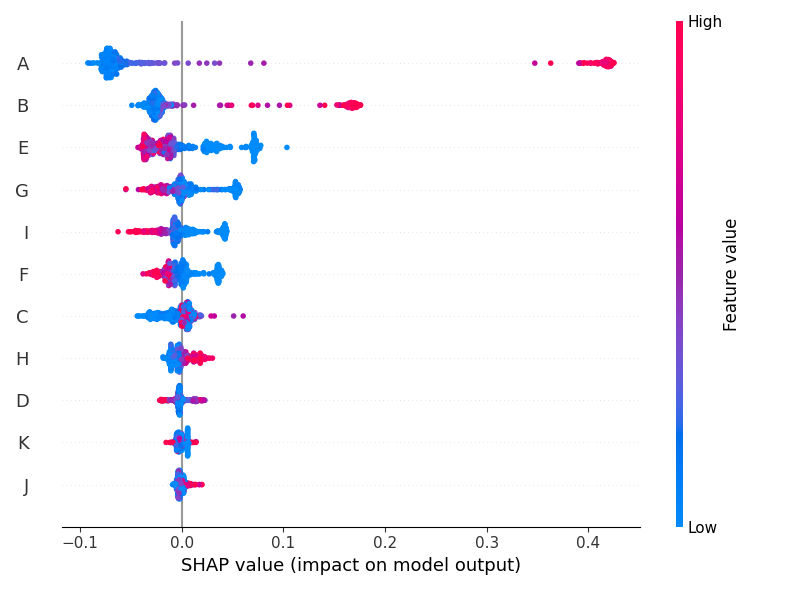 High
A
B
E
G
I
F
C
H
D
K
J
Low
Feature value
−0.1 0.0 0.1 0.2 0.3 0.4
SHAP value (impact on model output)